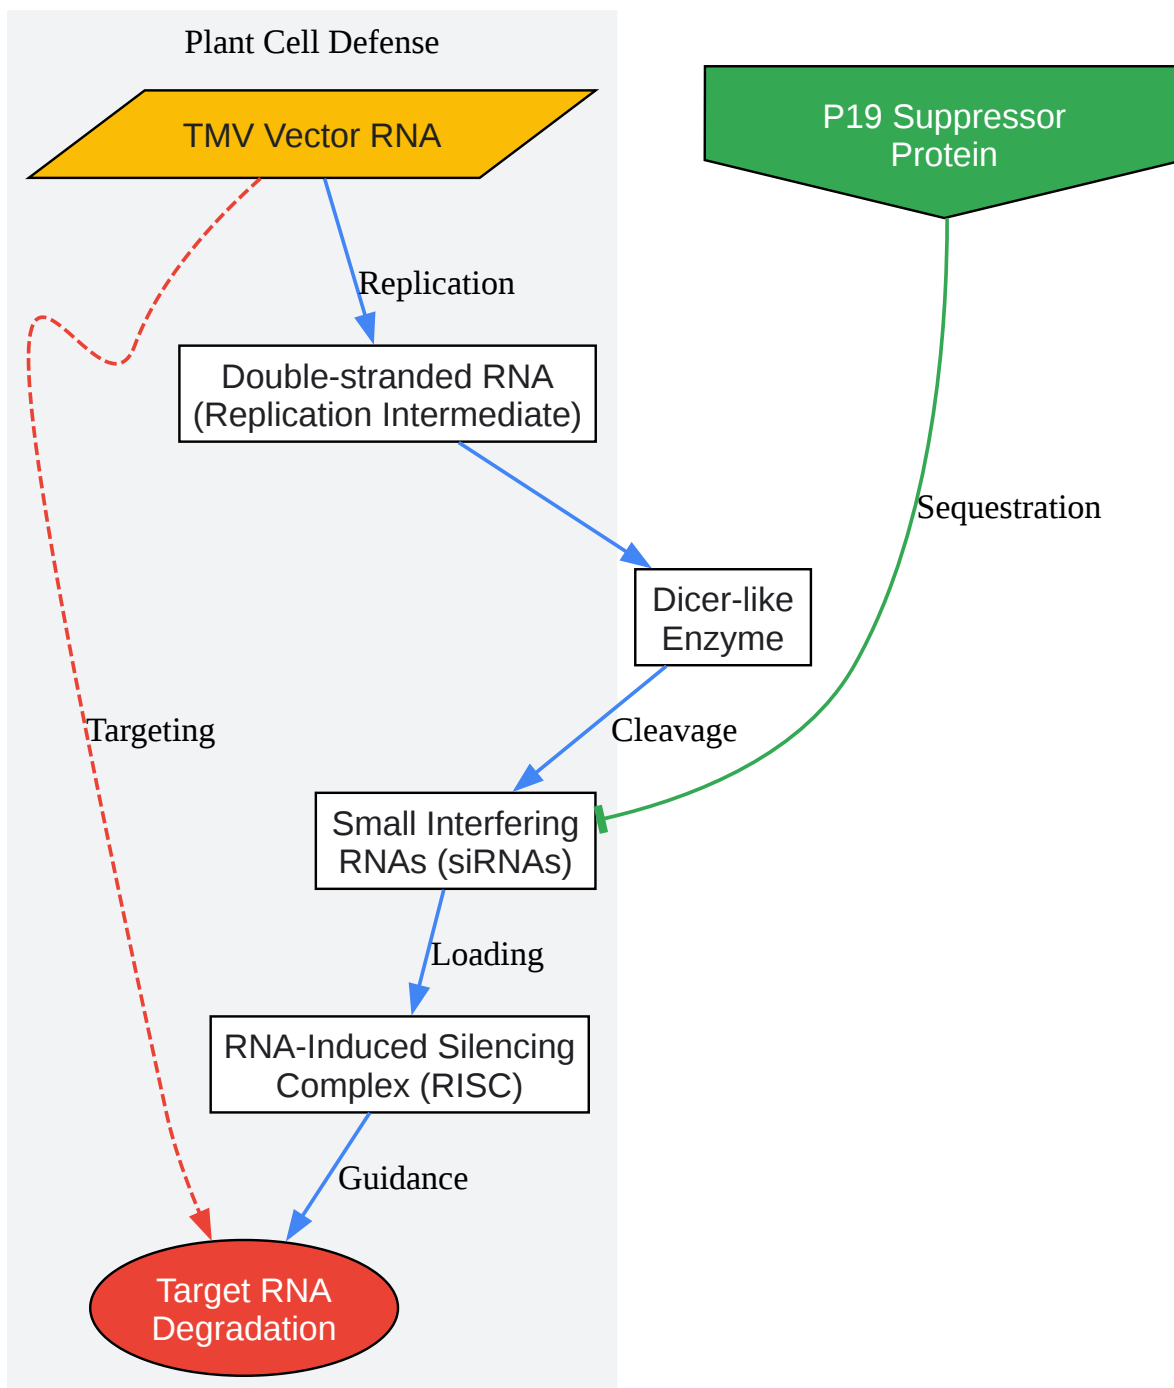 Plant Cell Defense
TMV Vector RNA
P19 Suppressor
Protein
Replication
Double-stranded RNA
(Replication Intermediate)
Sequestration
Dicer-like
Enzyme
Targeting
Cleavage
Small Interfering
RNAs (siRNAs)
Loading
RNA-Induced Silencing
Complex (RISC)
Guidance
Target RNA
Degradation